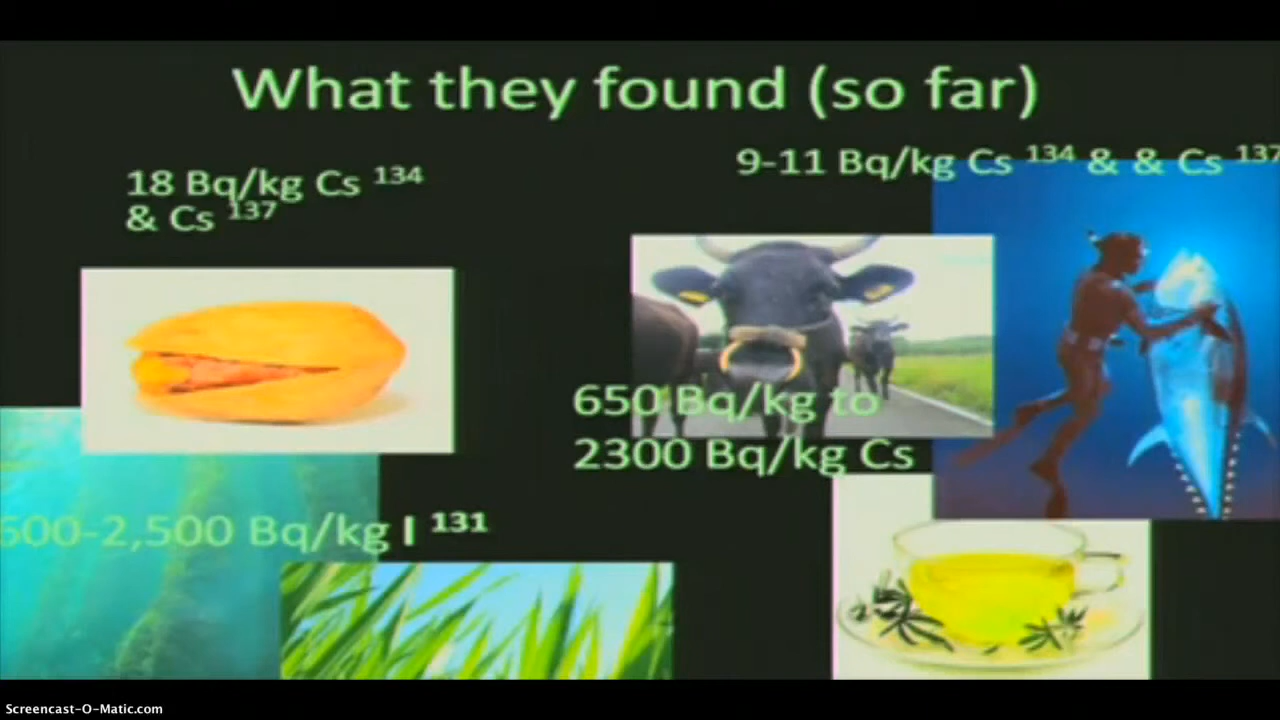 What they found (so far)
18 Bq/kg Cs 134
& Cs 137
9-11 Bq/kg Cs 134 & & Cs 137
650 Bq/kg to
2300 Bq/kg Cs
600-2,500 Bq/kg I 131
Screencast-O-Matic.com